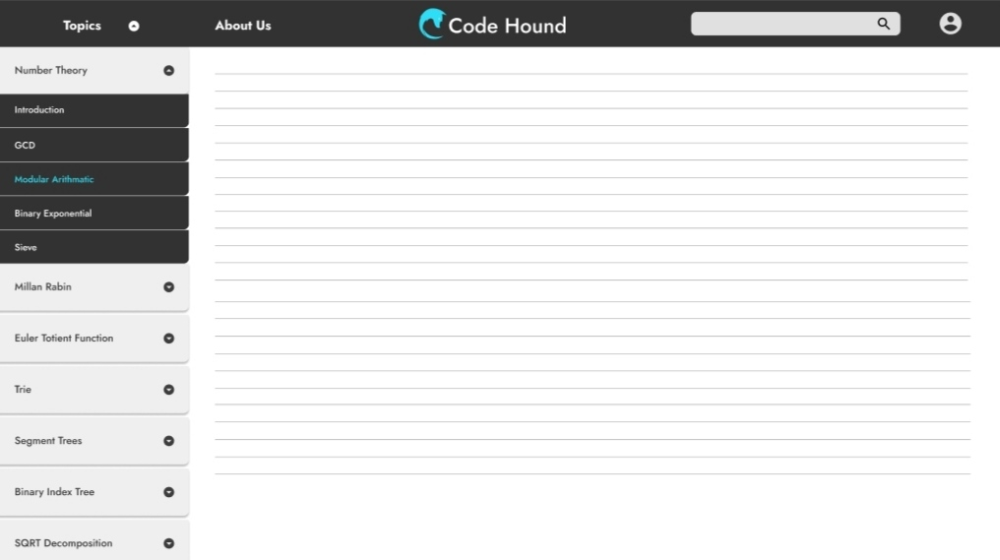 Topics
About Us
Code Hound
Number Theory
Introduction
GCD
Modular Arithmatic
Binary Exponential
Sieve
Millan Rabin
Euler Totient Function
Trie
Segment Trees
Binary Index Tree
SQRT Decomposition